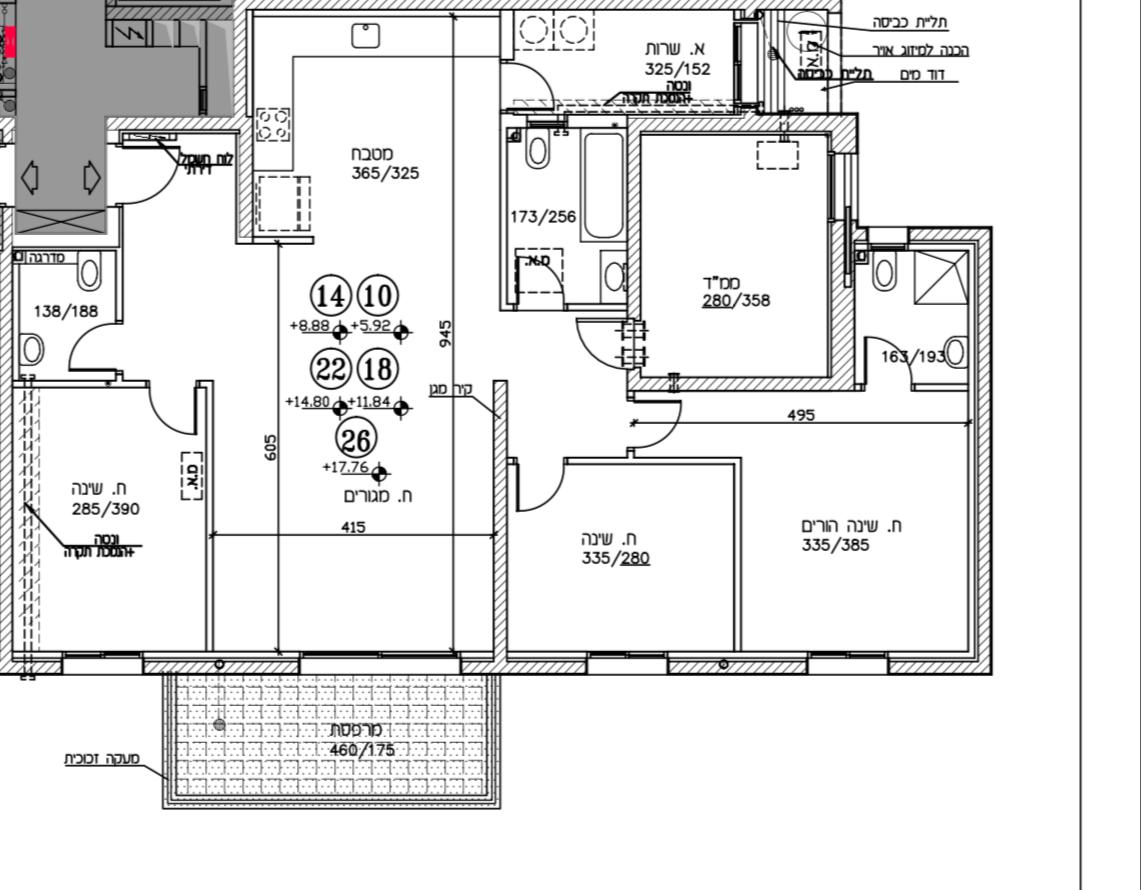 תליית כביסה
הכנה למיזוג אויר
דוד מים
תליית כביסה
א. שרות
325/152
ונטה
+הנמכת תקרה
לוח חשמל
דירתי
מטבח
365/325
173/256
מ.א.
ממ"ד
280/358
מדרגה
138/188
163/193
14
10
+8.88
+5.92
22
18
+14.80
+11.84
26
+17.76
945
605
קיר מגן
495
ח. מגורים
415
מ.א.
ח. שינה
285/390
ונטה
+הנמכת תקרה
ח. שינה
335/280
ח. שינה הורים
335/385
מרפסת
460/175
מעקה זכוכית